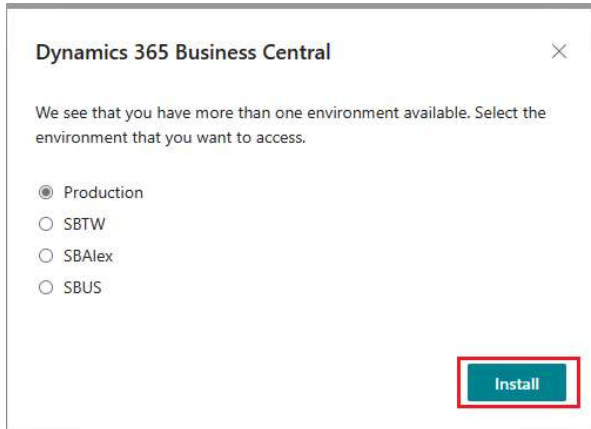 Dynamics 365 Business Central
We see that you have more than one environment available. Select the
environment that you want to access.
Production
SBTW
SBAlex
SBUS
Install